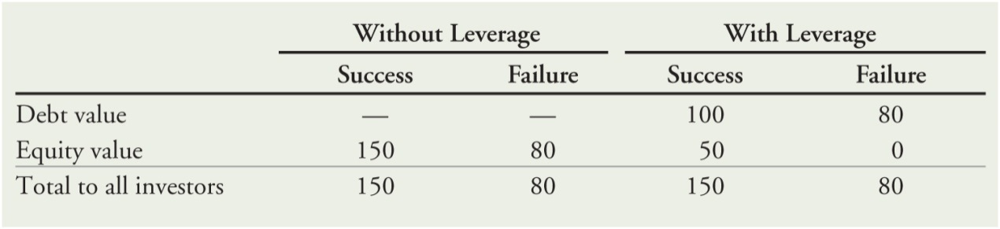 Without Leverage With Leverage
Success Failure Success Failure
Debt value — — 100 80
Equity value 150 80 50 0
Total to all investors 150 80 150 80